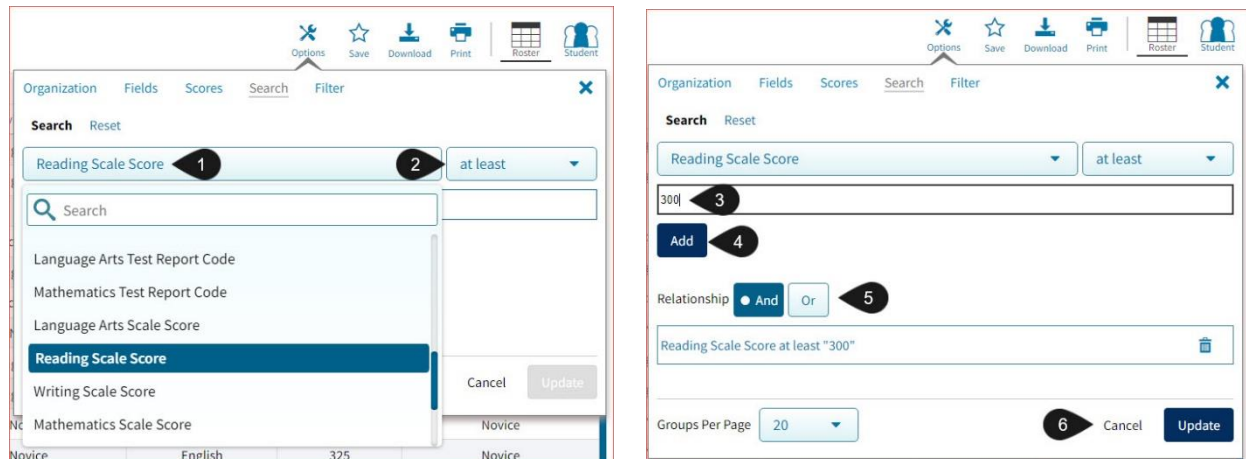 Options Save Download Print Roster Student
Organization Fields Scores Search Filter
Search Reset
Reading Scale Score 1 2 at least
Search
Language Arts Test Report Code
Mathematics Test Report Code
Language Arts Scale Score
Reading Scale Score
Writing Scale Score
Mathematics Scale Score
Cancel Update
Novice
Novice English 325 Novice
Options Save Download Print Roster Student
Organization Fields Scores Search Filter
Search Reset
Reading Scale Score at least
300 3
Add 4
Relationship And Or 5
Reading Scale Score at least "300"
Groups Per Page 20 6 Cancel Update